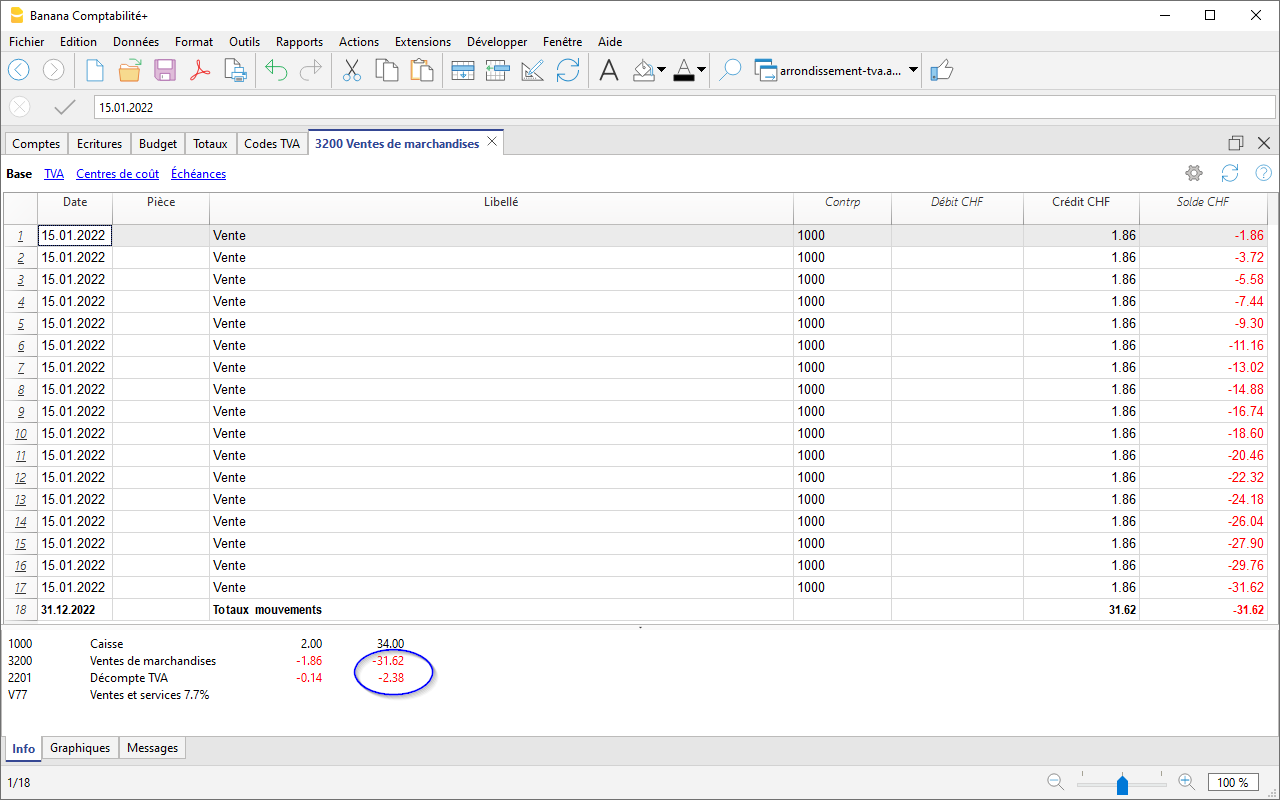 Banana Comptabilité+
Fichier Edition Données Format Outils Rapports Actions Extensions Développer Fenêtre Aide
arrondissement-tva.a...
15.01.2022
Comptes Ecritures Budget Totaux Codes TVA 3200 Ventes de marchandises
Base TVA Centres de coût Échéances
Date Pièce Libellé Contrp Débit CHF Crédit CHF Solde CHF
1 15.01.2022 Vente 1000 1.86 -1.86
2 15.01.2022 Vente 1000 1.86 -3.72
3 15.01.2022 Vente 1000 1.86 -5.58
4 15.01.2022 Vente 1000 1.86 -7.44
5 15.01.2022 Vente 1000 1.86 -9.30
6 15.01.2022 Vente 1000 1.86 -11.16
7 15.01.2022 Vente 1000 1.86 -13.02
8 15.01.2022 Vente 1000 1.86 -14.88
9 15.01.2022 Vente 1000 1.86 -16.74
10 15.01.2022 Vente 1000 1.86 -18.60
11 15.01.2022 Vente 1000 1.86 -20.46
12 15.01.2022 Vente 1000 1.86 -22.32
13 15.01.2022 Vente 1000 1.86 -24.18
14 15.01.2022 Vente 1000 1.86 -26.04
15 15.01.2022 Vente 1000 1.86 -27.90
16 15.01.2022 Vente 1000 1.86 -29.76
17 15.01.2022 Vente 1000 1.86 -31.62
18 31.12.2022 Totaux mouvements 31.62 -31.62
1000 Caisse 2.00 34.00
3200 Ventes de marchandises -1.86 -31.62
2201 Décompte TVA -0.14 -2.38
V77 Ventes et services 7.7%
Info Graphiques Messages
1/18 100 %